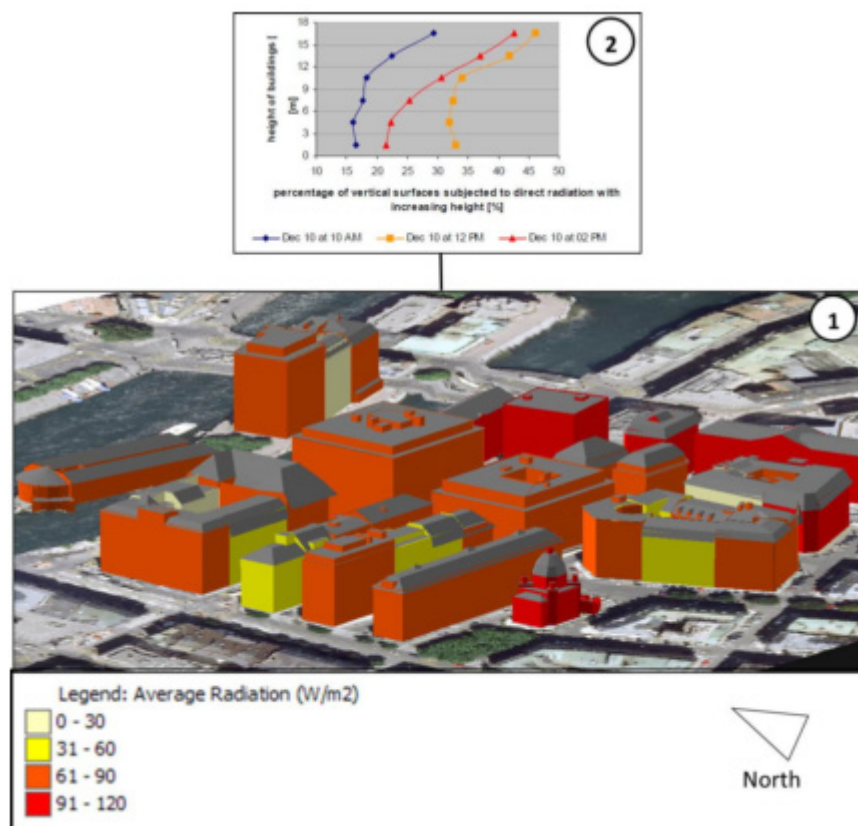 2
18
15
12
9
6
3
0
height of buildings [
[m]
10 15 20 25 30 35 40 45 50
percentage of vertical surfaces subjected to direct radiation with
increasing height [%]
Dec 10 at 10 AM Dec 10 at 12 PM Dec 10 at 02 PM
1
Legend: Average Radiation (W/m2)
0 - 30
31 - 60
61 - 90
91 - 120
North